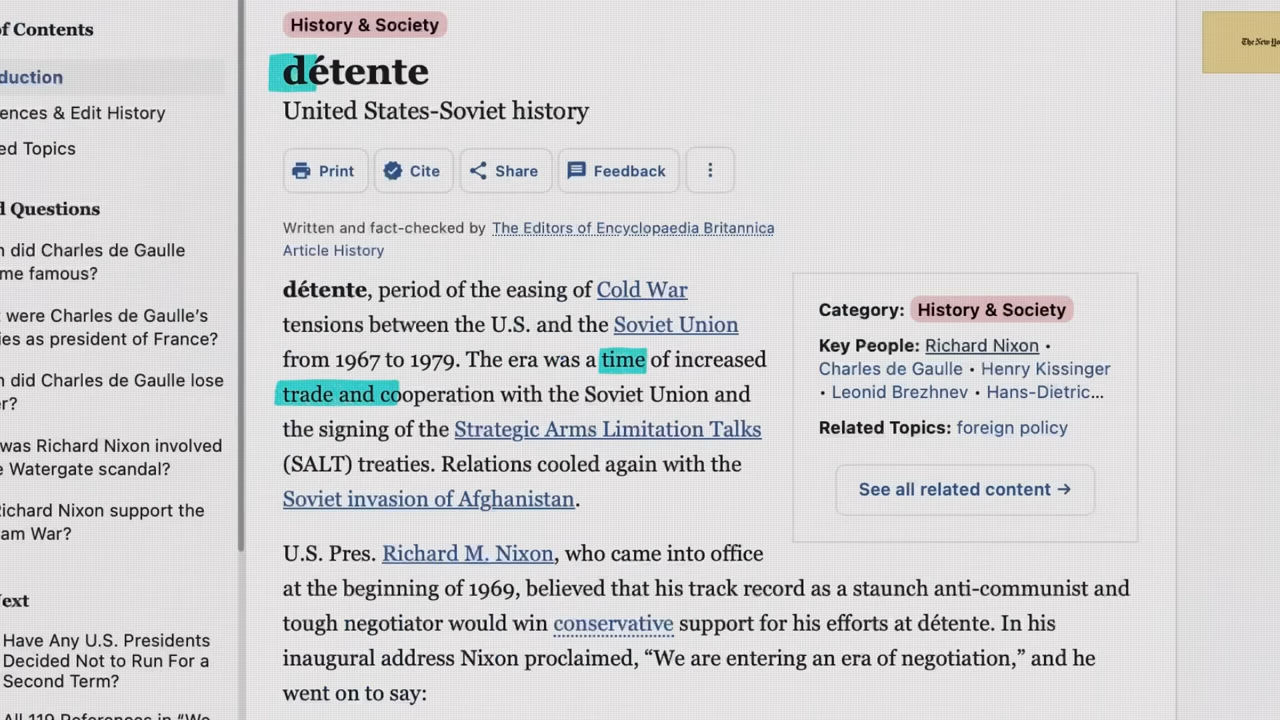 of Contents
duction
ences & Edit History
ed Topics
d Questions
n did Charles de Gaulle
me famous?
were Charles de Gaulle's
ies as president of France?
n did Charles de Gaulle lose
er?
was Richard Nixon involved
e Watergate scandal?
Richard Nixon support the
am War?
ext
Have Any U.S. Presidents
Decided Not to Run For a
Second Term?
All 119 References in “We
History & Society
détente
United States-Soviet history
Print
Cite
Share
Feedback
Written and fact-checked by The Editors of Encyclopaedia Britannica
Article History
détente, period of the easing of Cold War
tensions between the U.S. and the Soviet Union
from 1967 to 1979. The era was a time of increased
trade and cooperation with the Soviet Union and
the signing of the Strategic Arms Limitation Talks
(SALT) treaties. Relations cooled again with the
Soviet invasion of Afghanistan.
U.S. Pres. Richard M. Nixon, who came into office
at the beginning of 1969, believed that his track record as a staunch anti-communist and
tough negotiator would win conservative support for his efforts at détente. In his
inaugural address Nixon proclaimed, “We are entering an era of negotiation,” and he
went on to say:
Category: History & Society
Key People: Richard Nixon •
Charles de Gaulle • Henry Kissinger
• Leonid Brezhnev • Hans-Dietric...
Related Topics: foreign policy
See all related content →
The New Yo